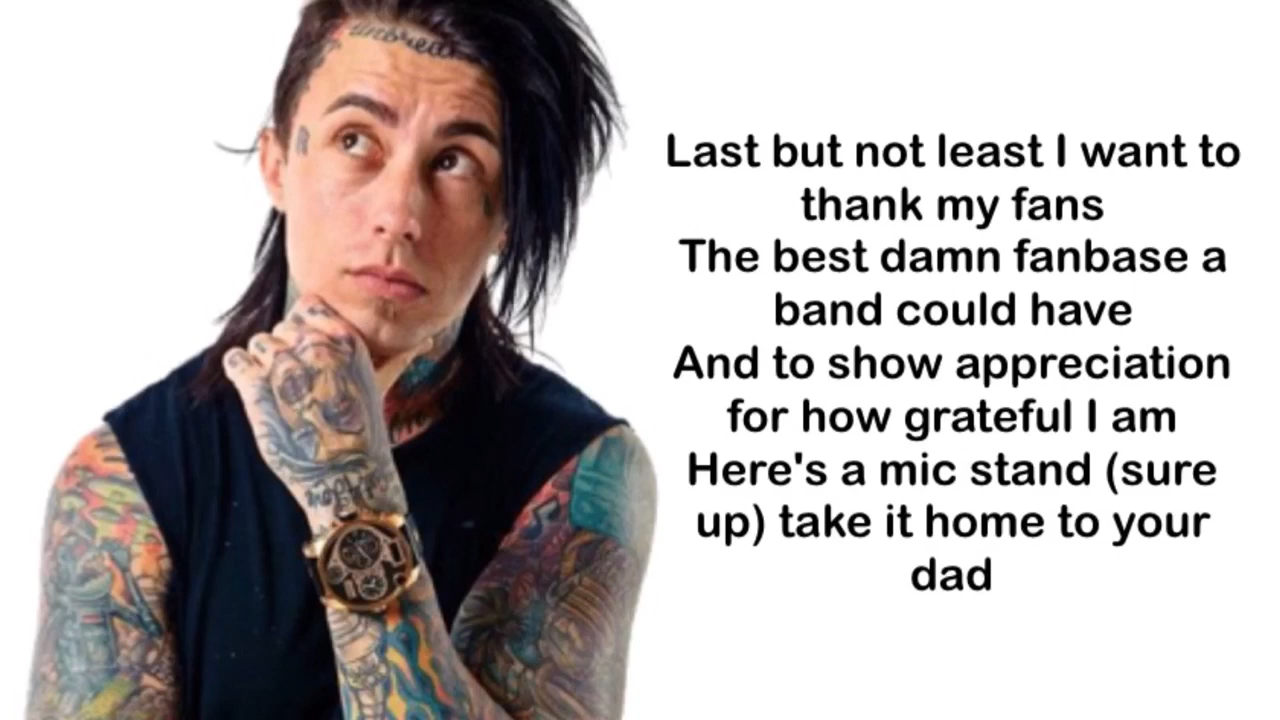 Last but not least I want to
thank my fans
The best damn fanbase a
band could have
And to show appreciation
for how grateful I am
Here's a mic stand (sure
up) take it home to your
dad